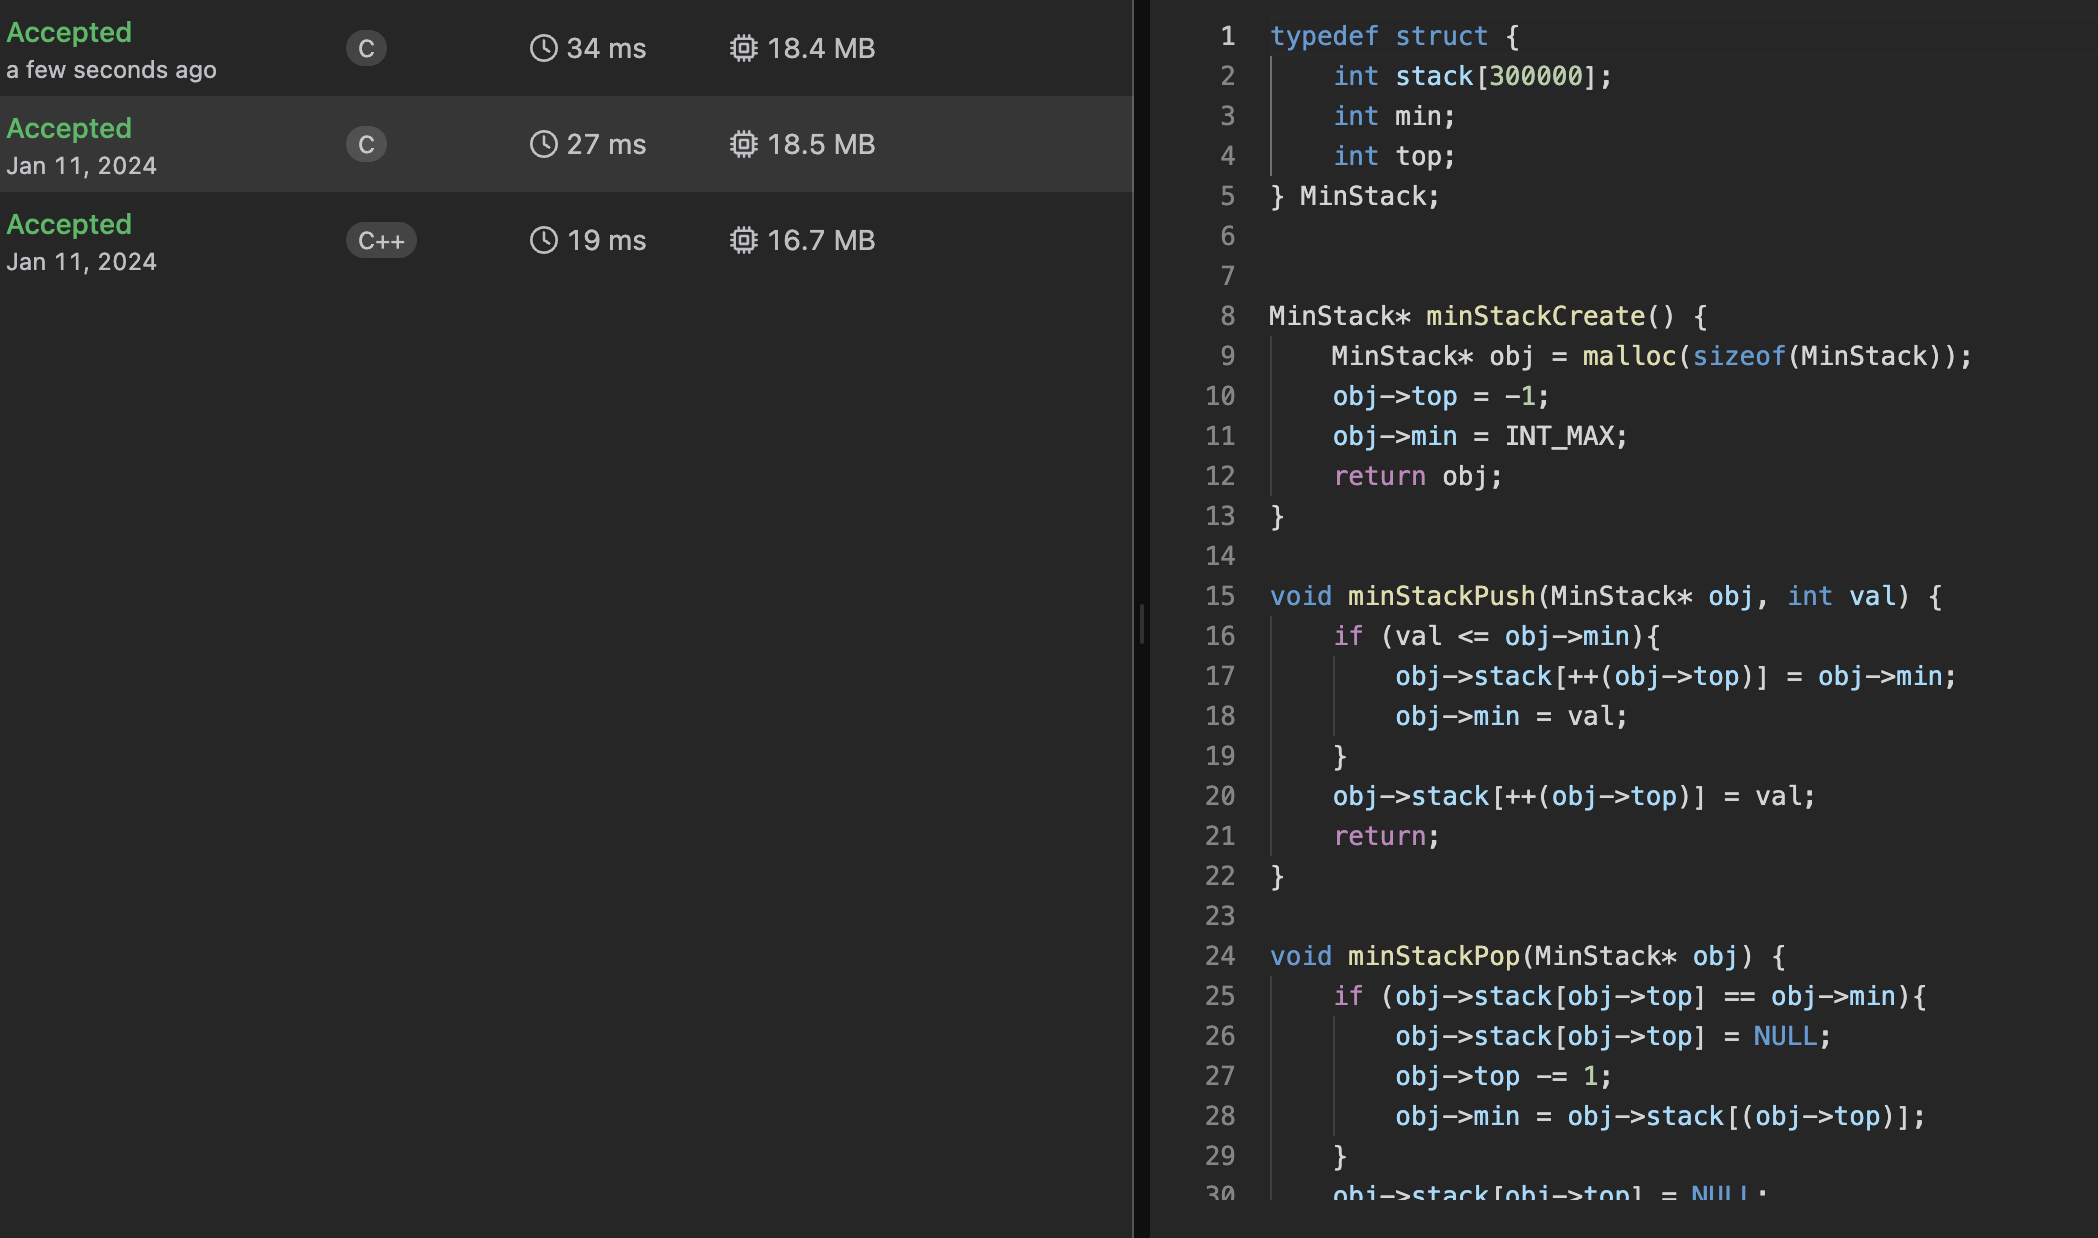 Accepted
a few seconds ago
C
34 ms
18.4 MB
Accepted
Jan 11, 2024
C
27 ms
18.5 MB
Accepted
Jan 11, 2024
C++
19 ms
16.7 MB
1 typedef struct {
2     int stack[300000];
3     int min;
4     int top;
5 } MinStack;
6
7
8 MinStack* minStackCreate() {
9     MinStack* obj = malloc(sizeof(MinStack));
10     obj->top = -1;
11     obj->min = INT_MAX;
12     return obj;
13 }
14
15 void minStackPush(MinStack* obj, int val) {
16     if (val <= obj->min){
17         obj->stack[++(obj->top)] = obj->min;
18         obj->min = val;
19     }
20     obj->stack[++(obj->top)] = val;
21     return;
22 }
23
24 void minStackPop(MinStack* obj) {
25     if (obj->stack[obj->top] == obj->min){
26         obj->stack[obj->top] = NULL;
27         obj->top -= 1;
28         obj->min = obj->stack[(obj->top)];
29     }
30     obj->stack[obj->top] = NULL;